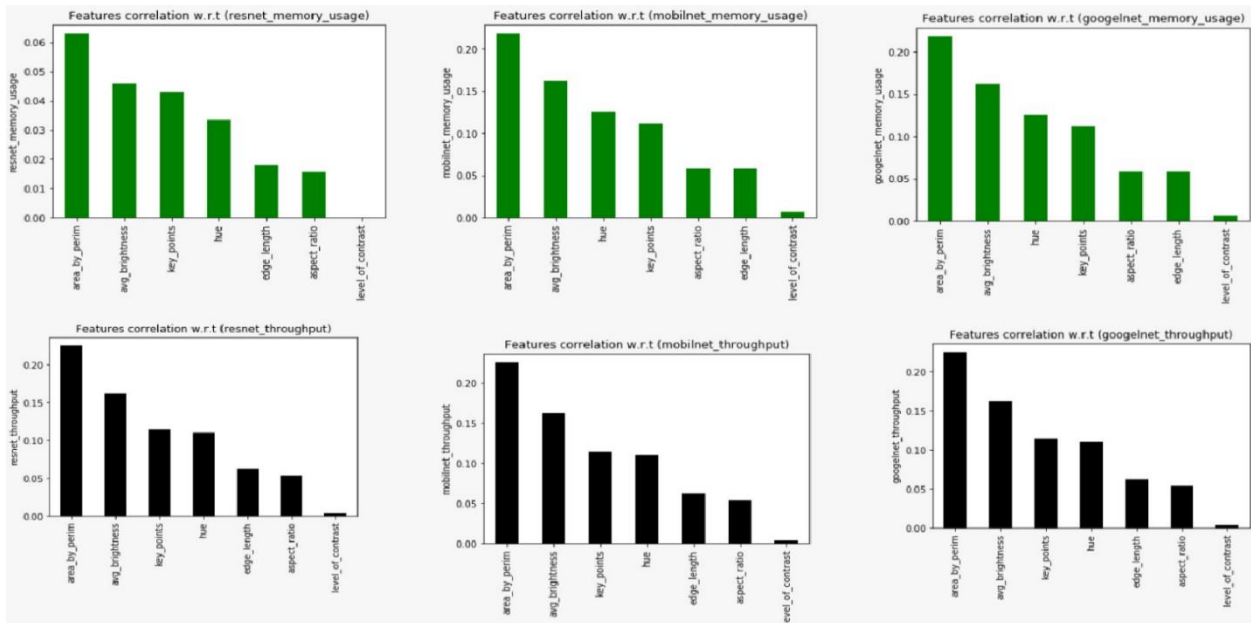 Features correlation w.r.t (resnet_memory_usage)
resnet_memory_usage
0.06
0.05
0.04
0.03
0.02
0.01
0.00
area_by_perim
avg_brightness
key_points
hue
edge_length
aspect_ratio
level_of_contrast
Features correlation w.r.t (mobilnet_memory_usage)
mobilnet_memory_usage
0.20
0.15
0.10
0.05
0.00
area_by_perim
avg_brightness
hue
key_points
aspect_ratio
edge_length
level_of_contrast
Features correlation w.r.t (googelnet_memory_usage)
googelnet_memory_usage
0.20
0.15
0.10
0.05
0.00
area_by_perim
avg_brightness
hue
key_points
aspect_ratio
edge_length
level_of_contrast
Features correlation w.r.t (resnet_throughput)
resnet_throughput
0.20
0.15
0.10
0.05
0.00
area_by_perim
avg_brightness
key_points
hue
edge_length
aspect_ratio
level_of_contrast
Features correlation w.r.t (mobilnet_throughput)
mobilnet_throughput
0.20
0.15
0.10
0.05
0.00
area_by_perim
avg_brightness
key_points
hue
edge_length
aspect_ratio
level_of_contrast
Features correlation w.r.t (googelnet_throughput)
googelnet_throughput
0.20
0.15
0.10
0.05
0.00
area_by_perim
avg_brightness
key_points
hue
edge_length
aspect_ratio
level_of_contrast